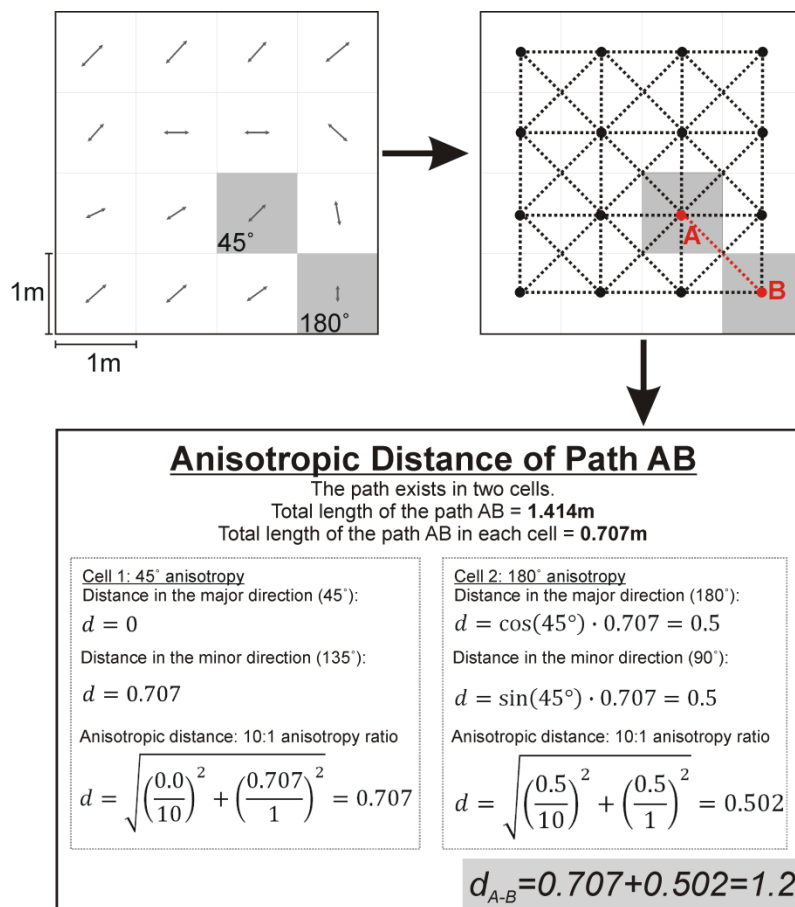 45°
1m
180°
1m
A
B
Anisotropic Distance of Path AB
The path exists in two cells.
Total length of the path AB = 1.414m
Total length of the path AB in each cell = 0.707m
Cell 1: 45° anisotropy
Distance in the major direction (45°):
d = 0
Distance in the minor direction (135°):
d = 0.707
Anisotropic distance: 10:1 anisotropy ratio
d = √((0.0/10)² + (0.707/1)²) = 0.707
Cell 2: 180° anisotropy
Distance in the major direction (180°):
d = cos(45°) · 0.707 = 0.5
Distance in the minor direction (90°):
d = sin(45°) · 0.707 = 0.5
Anisotropic distance: 10:1 anisotropy ratio
d = √((0.5/10)² + (0.5/1)²) = 0.502
d_A-B=0.707+0.502=1.2